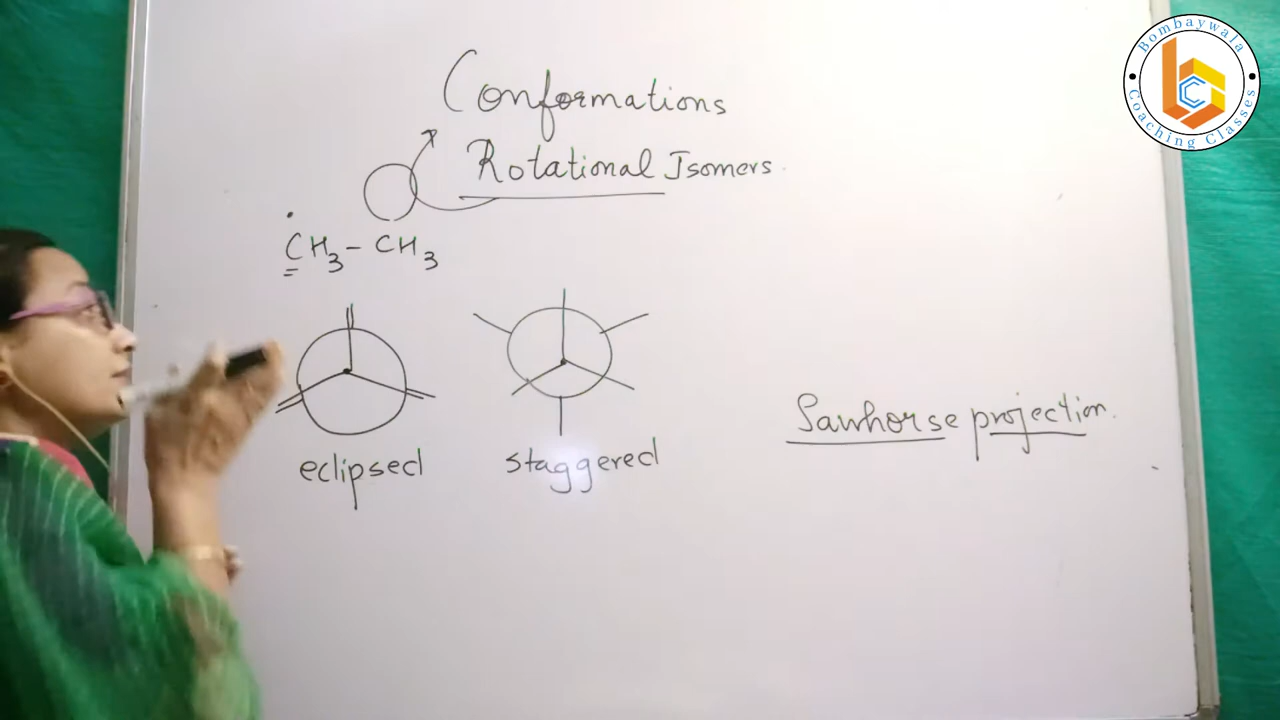 Conformations
Rotational Isomers.
CH3 - CH3
eclipsed
staggered
Sawhorse projection.
Bombaywala
Coaching Classes